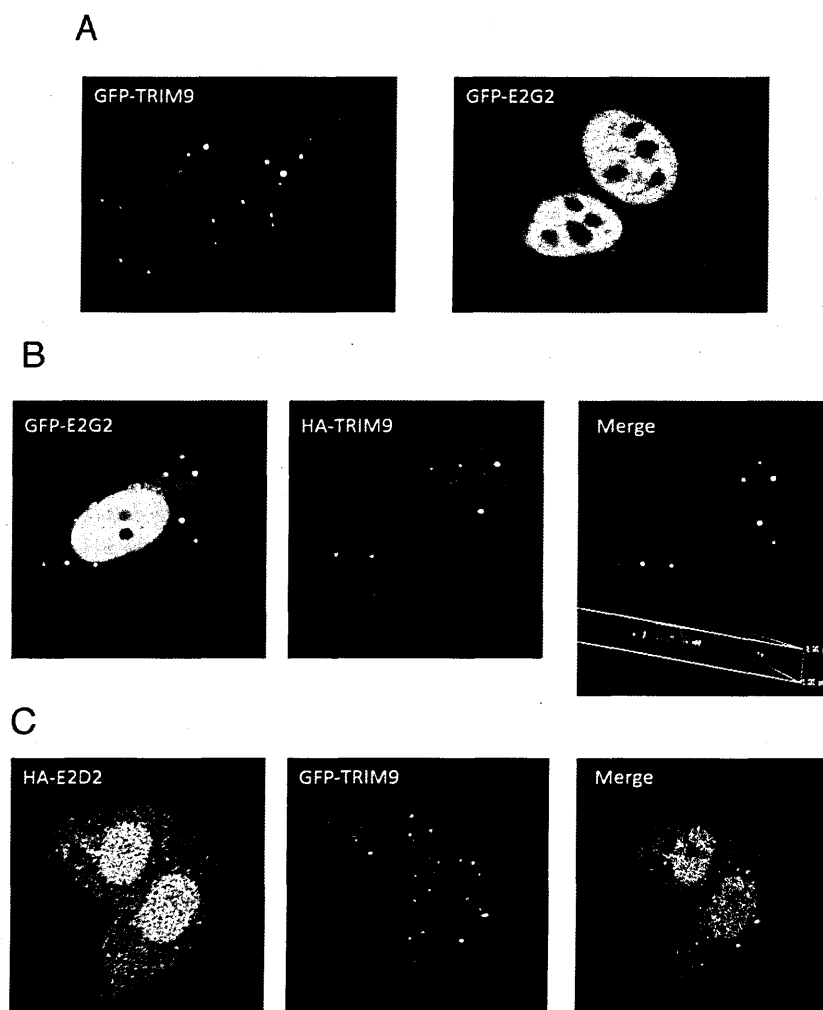 A
GFP-TRIM9
GFP-E2G2
B
GFP-E2G2
HA-TRIM9
Merge
C
HA-E2D2
GFP-TRIM9
Merge